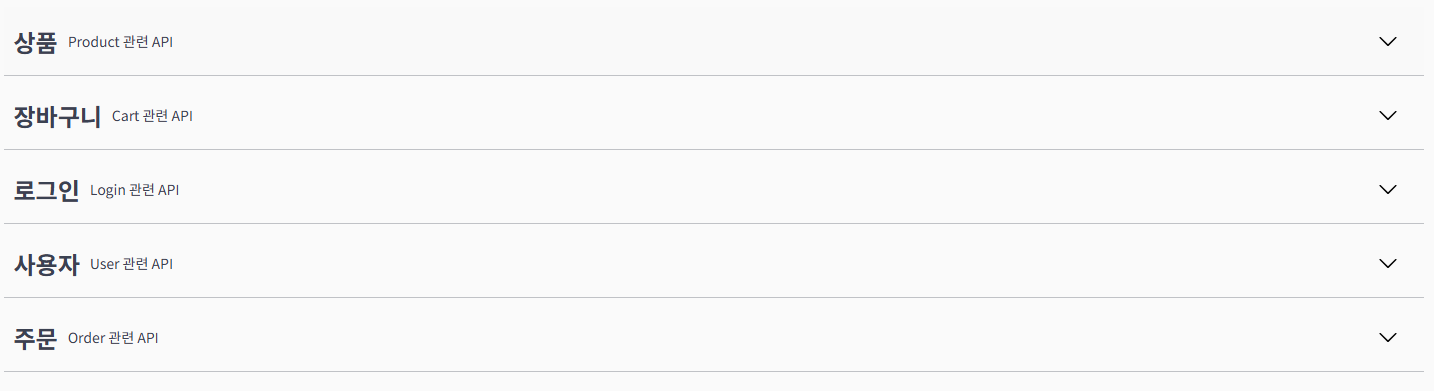 상품 Product 관련 API
장바구니 Cart 관련 API
로그인 Login 관련 API
사용자 User 관련 API
주문 Order 관련 API